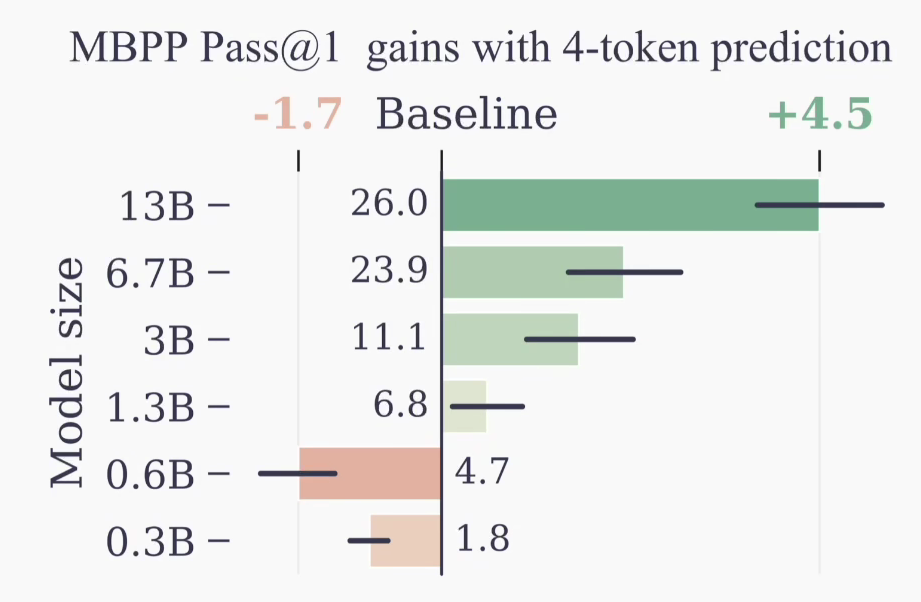 MBPP Pass@1  gains with 4-token prediction
-1.7 Baseline +4.5
Model size
13B 26.0
6.7B 23.9
3B 11.1
1.3B 6.8
0.6B 4.7
0.3B 1.8